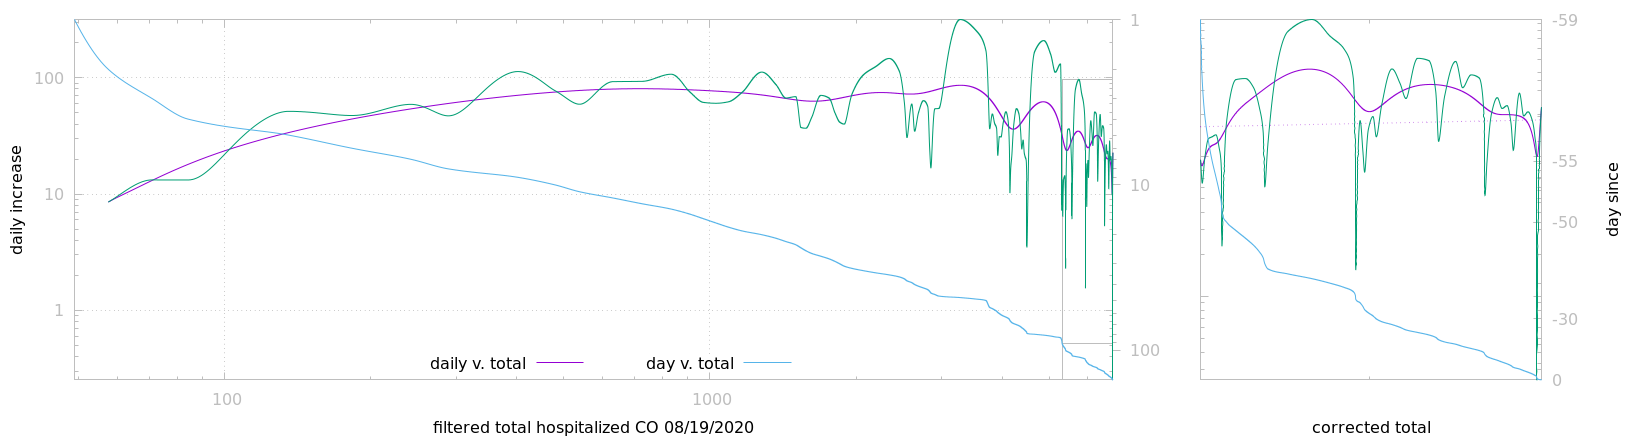 daily increase
100
10
1
daily v. total
day v. total
100
1000
filtered total hospitalized CO 08/19/2020
1
10
100
-59
-55
-50
-30
0
day since
corrected total